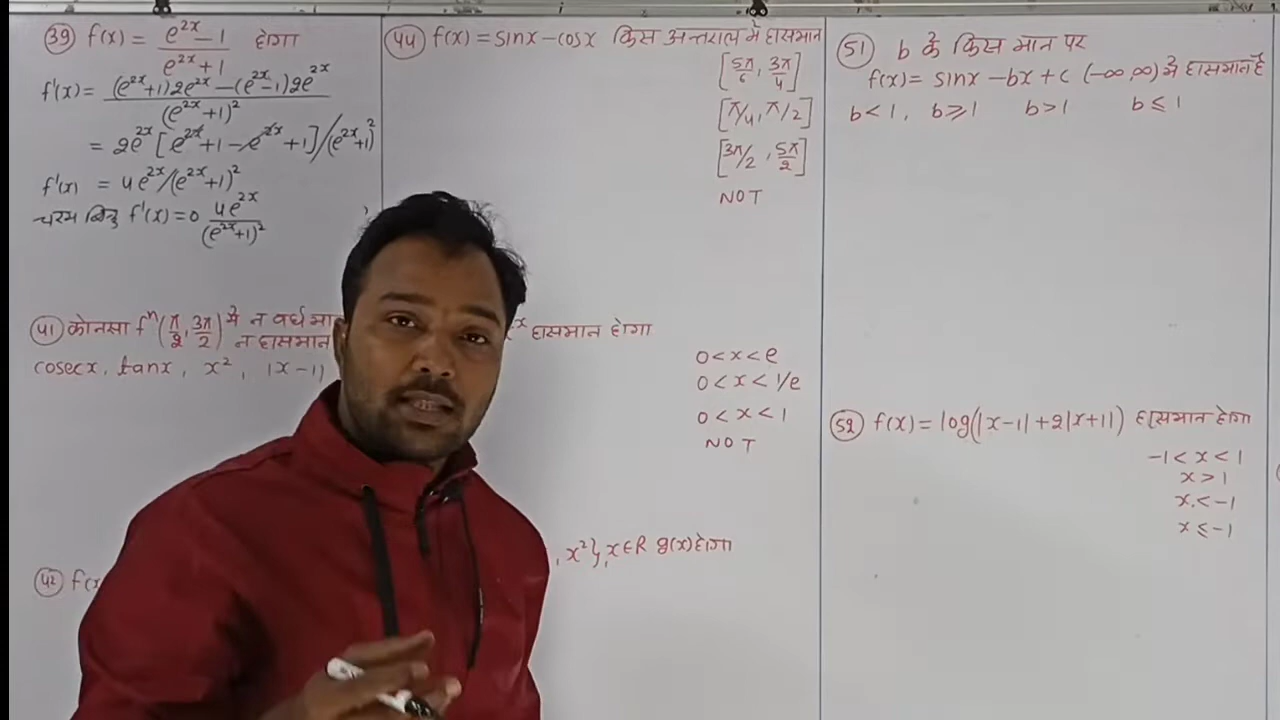 (39) f(x) = (e^{2x} - 1)/(e^{2x} + 1) होगा
f'(x) = ((e^{2x}+1)2e^{2x} - (e^{2x}-1)2e^{2x})/(e^{2x}+1)^2
= 2e^{2x}[e^{2x}+1 - e^{2x}+1]/(e^{2x}+1)^2
f'(x) = 4e^{2x}/(e^{2x}+1)^2
चरम बिन्दु f'(x)=0 4e^{2x}/(e^{2x}+1)^2
(41) कोनसा f^n (π/2, 3π/2) मे न वर्धमा
न हासमान
cosecx, tanx, x^2, |x-1|
(42) f(x
(44) f(x) = sinx - cosx किस अन्तराल मे हासमान
[5π/6, 3π/4]
[π/4, π/2]
[3π/2, 5π/2]
NOT
x हासमान होगा
0<x<e
0<x<1/e
0<x<1
NOT
, x^2}, x∈R g(x) होगा
(51) b के किस मान पर
f(x) = sinx - bx + c (-∞,∞) मे हासमान है
b<1, b⩾1 b>1 b⩽1
(52) f(x) = log(|x-1|+2|x+1|) हासमान होगा
-1<x<1
x>1
x<-1
x⩽-1